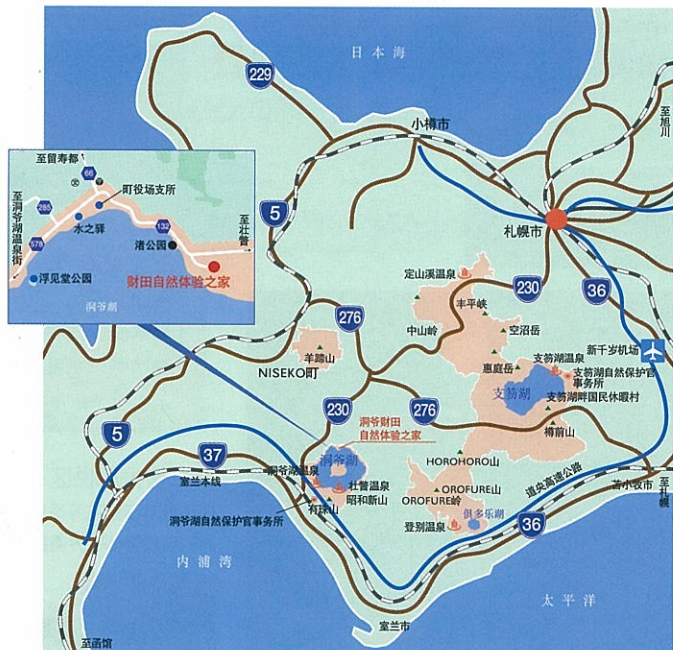 日本海
229
小樽市
至旭川
至留寿都
66
文
〒
町役场支所
285
至洞爷湖温泉街
水之驿
132
至壮瞥
578
渚公园
浮见堂公园
财田自然体验之家
洞爷湖
5
札幌市
定山溪温泉
230
36
丰平峡
276
中山岭
空沼岳
新千岁机场
羊蹄山
惠庭岳
支笏湖温泉
支笏湖自然保护官
事务所
NISEKO町
支笏湖
支笏湖畔国民休暇村
230
276
洞爷财田
自然体验之家
樽前山
5
37
洞爷湖
HOROHORO山
室兰本线
洞爷湖温泉
壮瞥温泉
昭和新山
OROFURE山
OROFURE岭
道央高速公路
苫小牧市
至札幌
有珠山
洞爷湖自然保护官事务所
俱多乐湖
登别温泉
36
内浦湾
太平洋
室兰市
至函馆